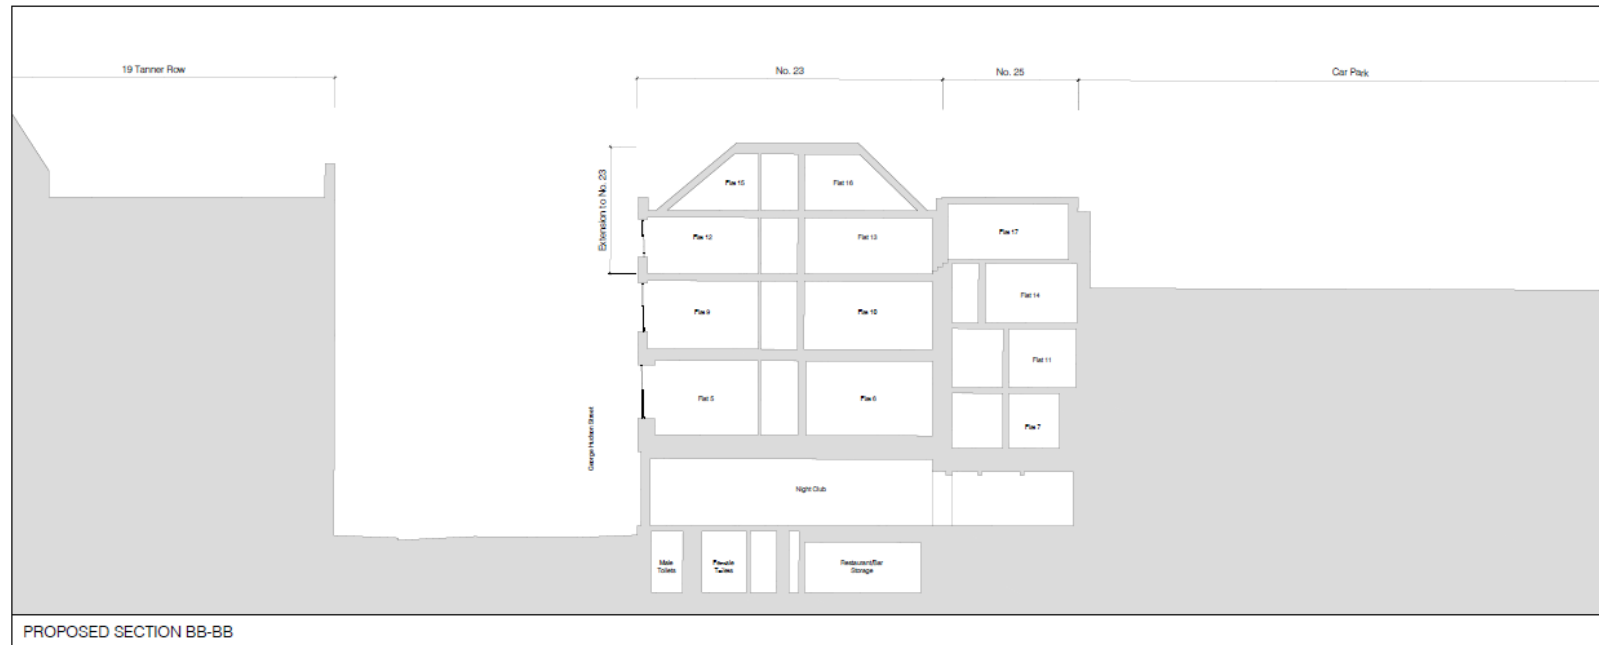 19 Tanner Row
No. 23
No. 25
Car Park
Extension to No. 23
Flat 15
Flat 16
Flat 12
Flat 13
Flat 17
Flat 14
Flat 9
Flat 10
Flat 11
Flat 5
Flat 6
Flat 7
George Hudson Street
Night Club
Male
Toilets
Female
Toilets
Restaurant/Bar
Storage
PROPOSED SECTION BB-BB